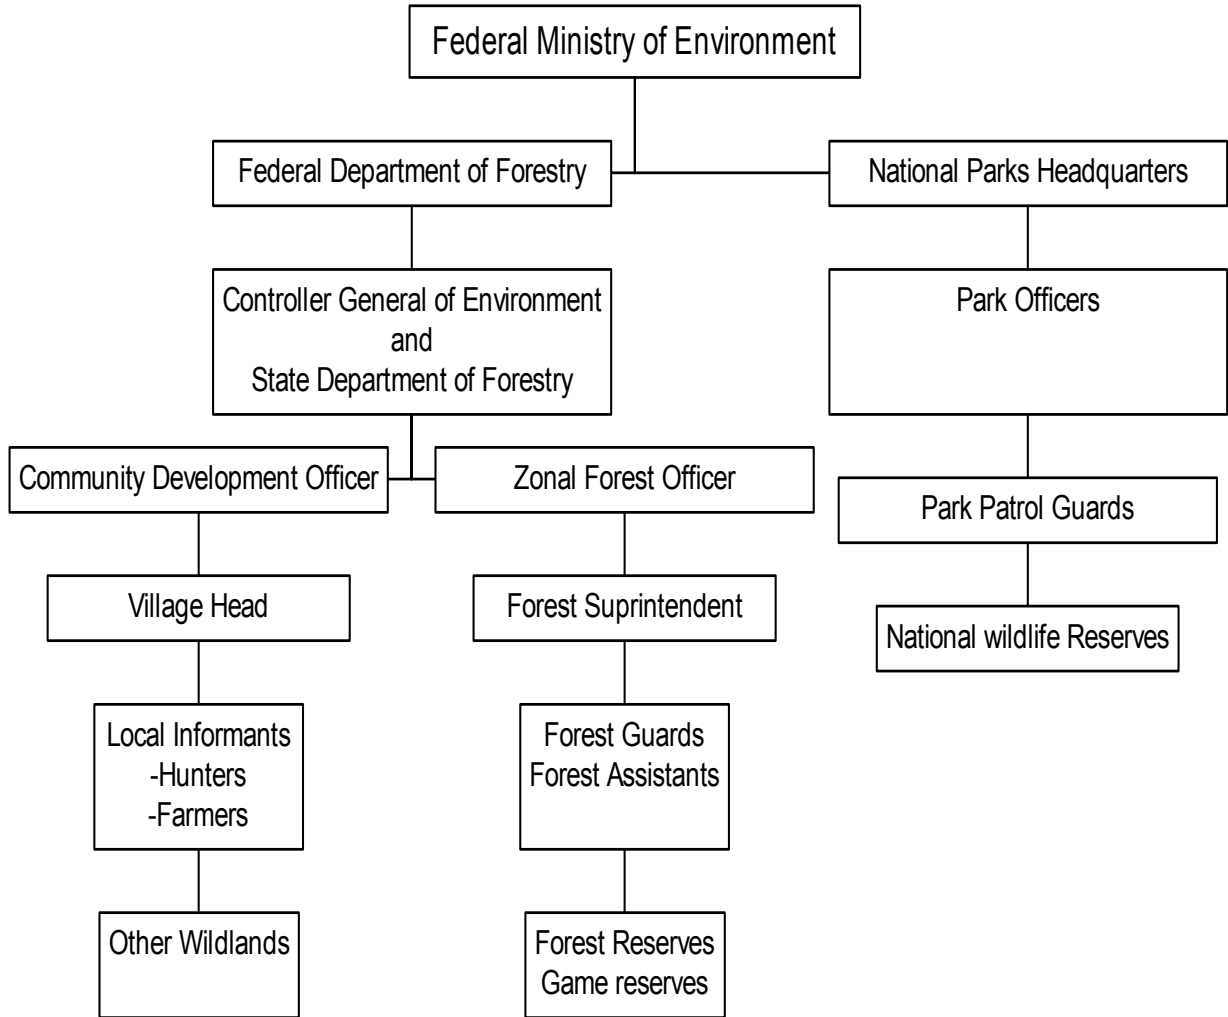 Federal Ministry of Environment
Federal Department of Forestry
National Parks Headquarters
Controller General of Environment
and
State Department of Forestry
Park Officers
Community Development Officer
Zonal Forest Officer
Park Patrol Guards
Village Head
Forest Suprintendent
National wildlife Reserves
Local Informants
-Hunters
-Farmers
Forest Guards
Forest Assistants
Other Wildlands
Forest Reserves
Game reserves